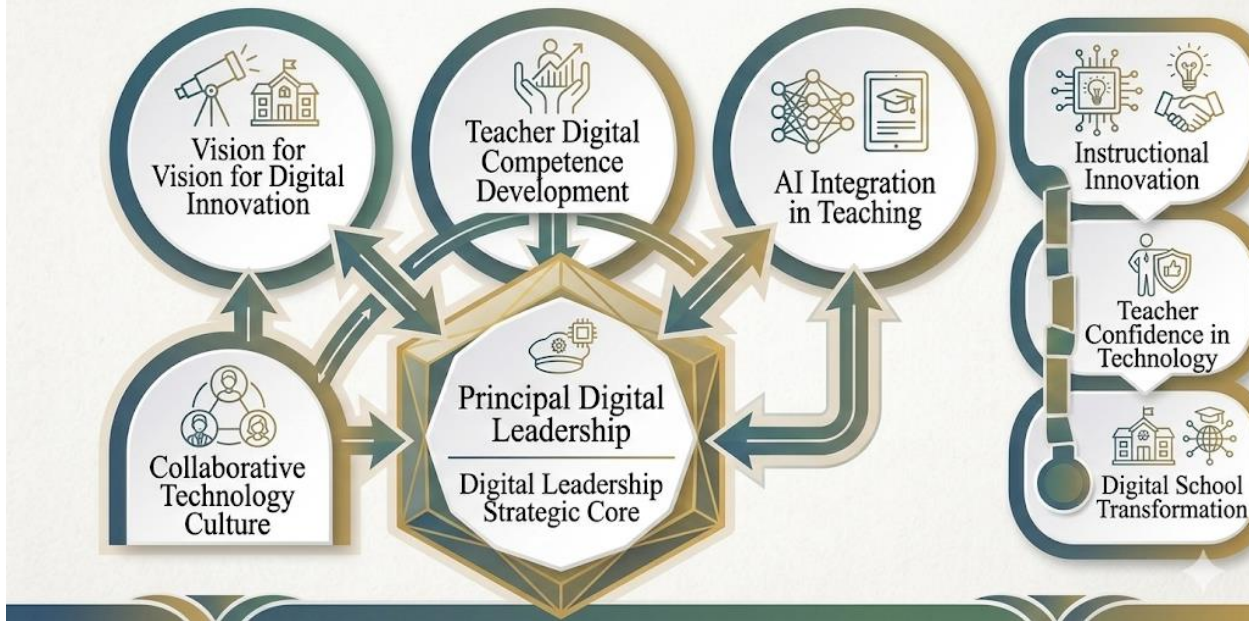 Vision for
Vision for Digital
Innovation
Teacher Digital
Competence
Development
AI Integration
in Teaching
Instructional
Innovation
Teacher
Confidence in
Technology
Collaborative
Technology
Culture
Principal Digital
Leadership
Digital Leadership
Strategic Core
Digital School
Transformation